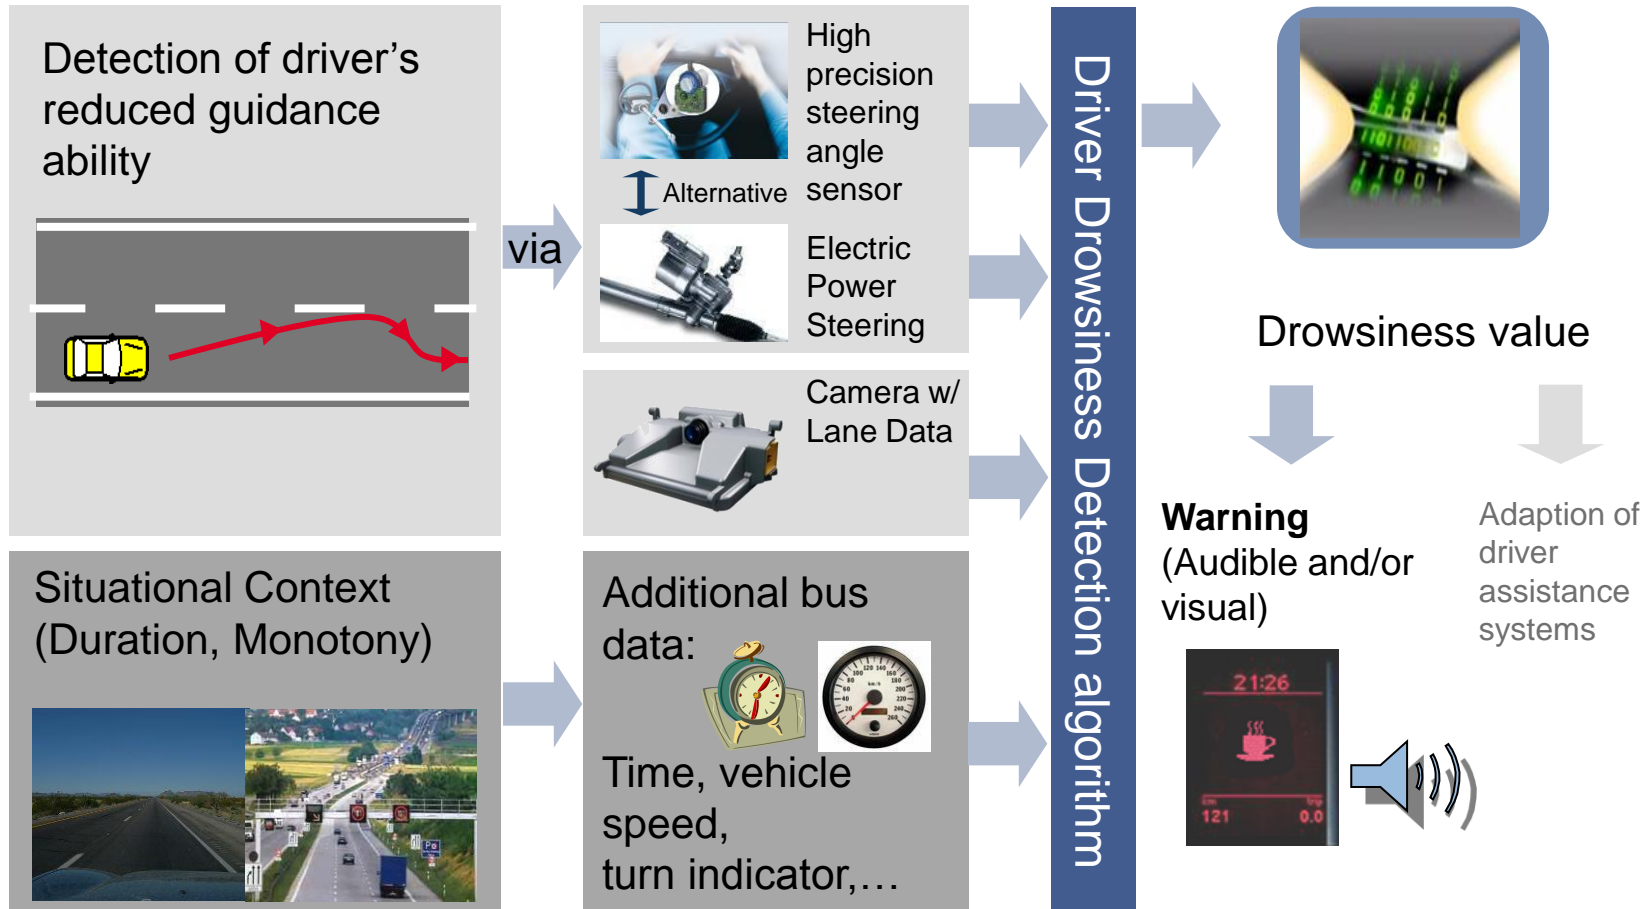 Detection of driver’s
reduced guidance
ability
via
High
precision
steering
angle
sensor
Alternative
Electric
Power
Steering
Camera w/
Lane Data
Situational Context
(Duration, Monotony)
Additional bus
data:
Time, vehicle
speed,
turn indicator,…
Driver Drowsiness Detection algorithm
Drowsiness value
Warning
(Audible and/or
visual)
Adaption of
driver
assistance
systems
21:26
km trip
121 0.0